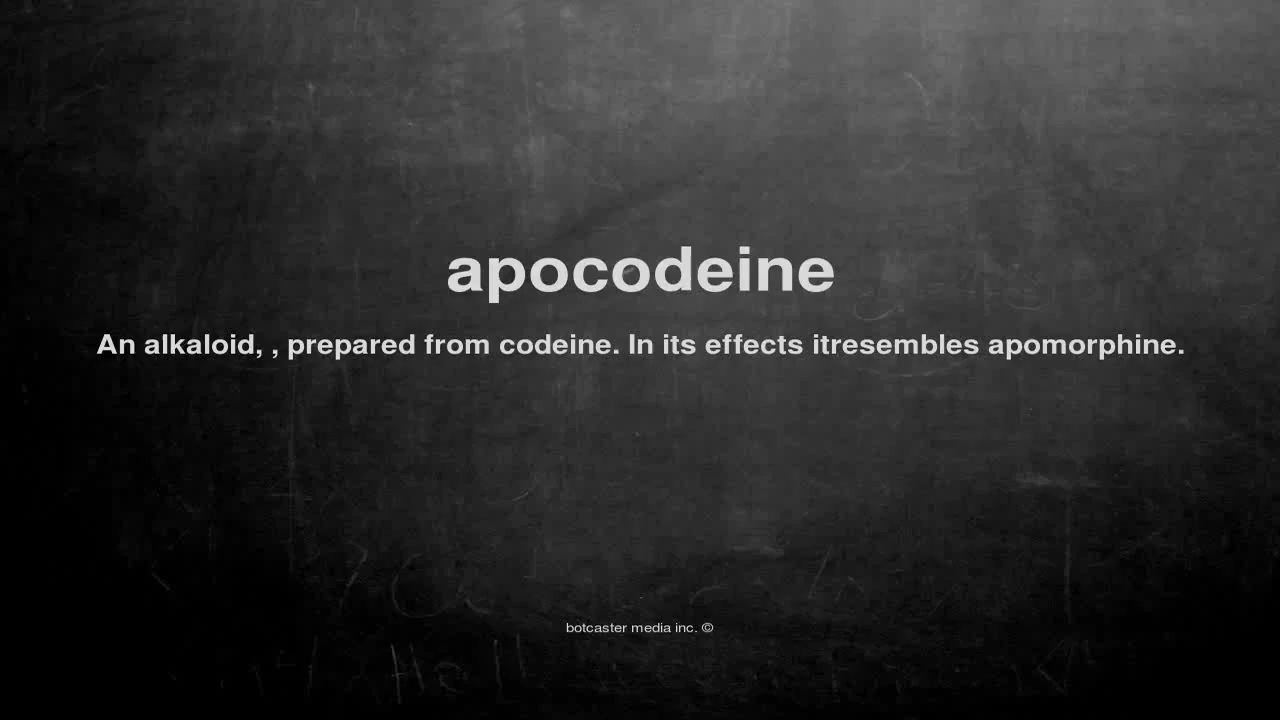 apocodeine
An alkaloid, , prepared from codeine. In its effects itresembles apomorphine.
botcaster media inc. ©